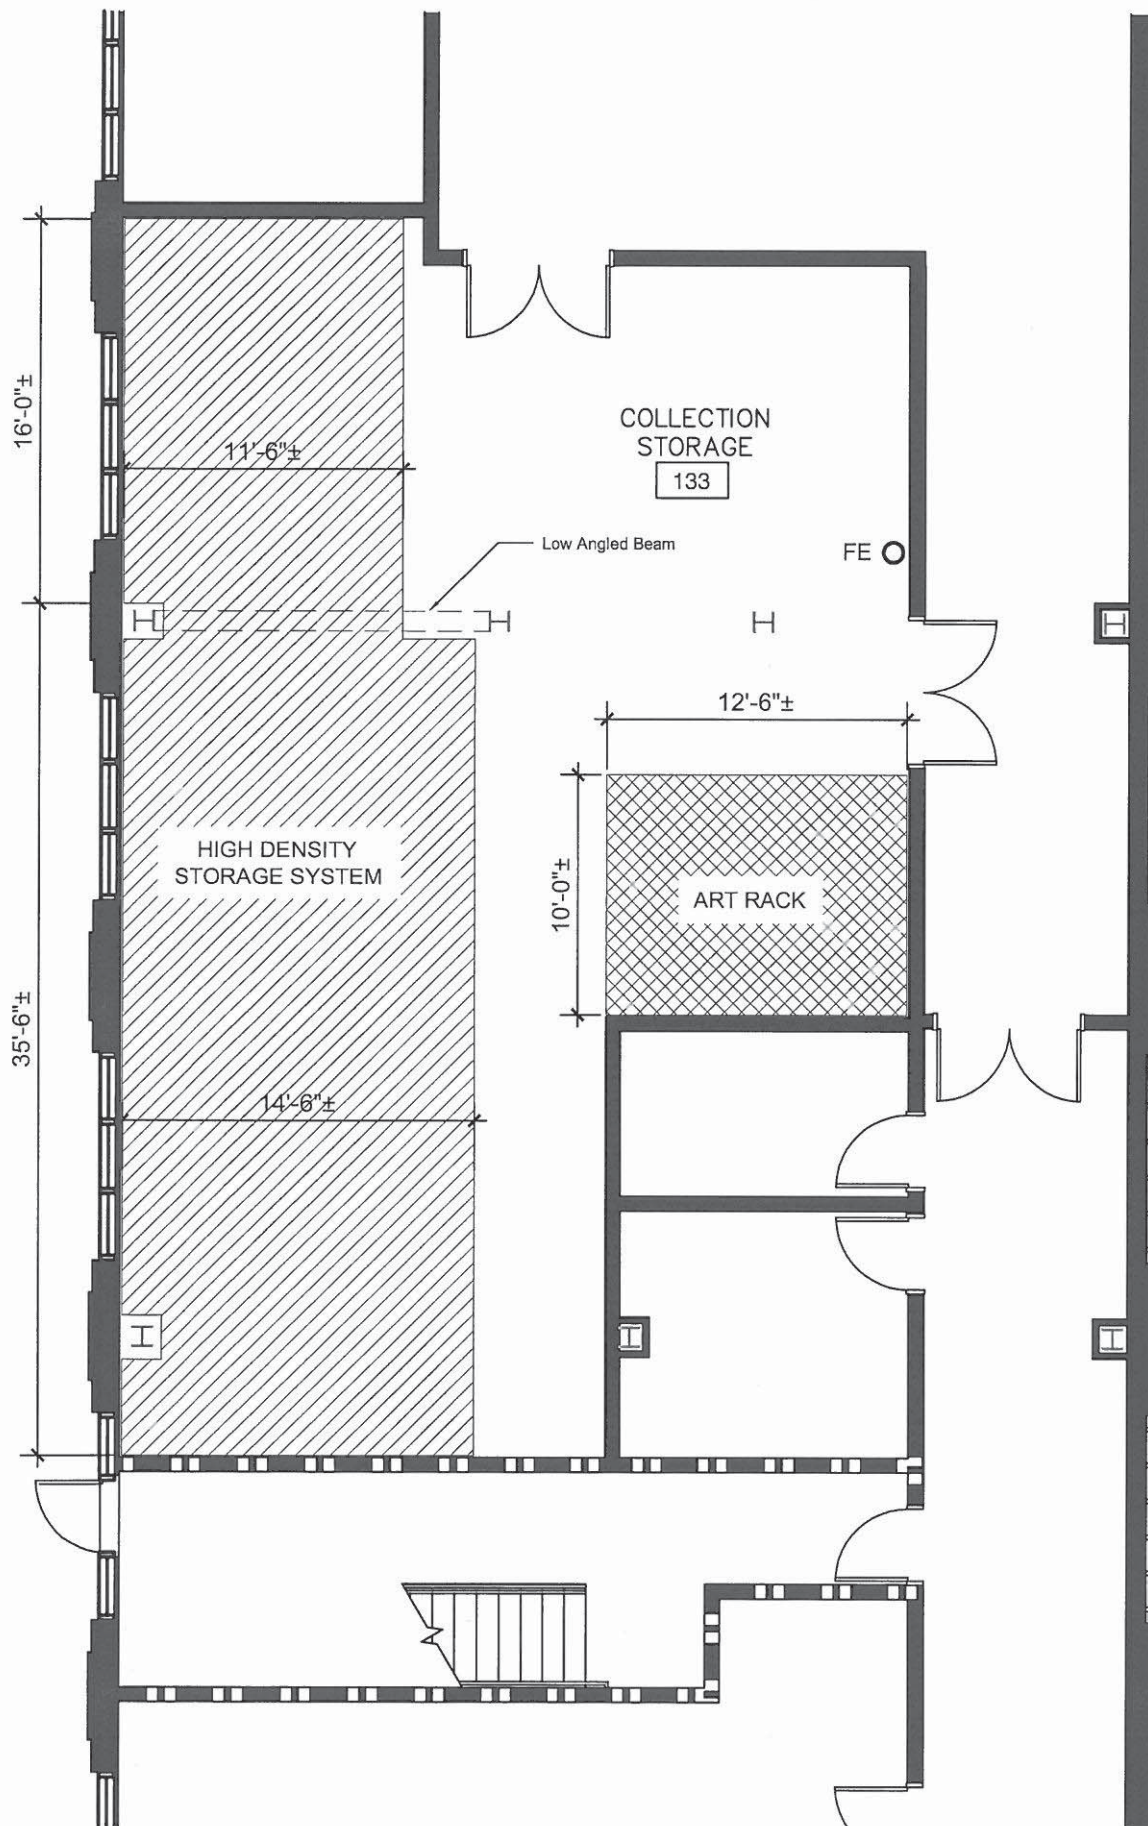 16'-0"±
11'-6"±
COLLECTION
STORAGE
133
Low Angled Beam
FE
12'-6"±
HIGH DENSITY
STORAGE SYSTEM
10'-0"±
ART RACK
35'-6"±
14'-6"±